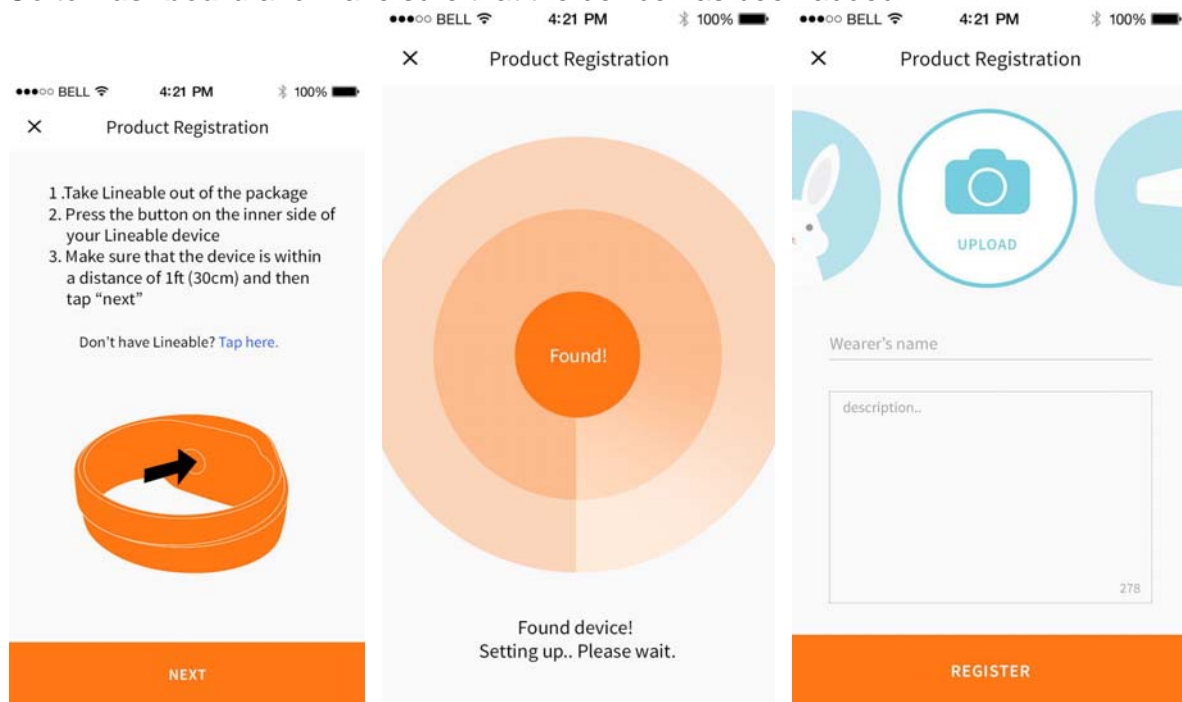 ●●●○○ BELL 4:21 PM 100%
× Product Registration
1 .Take Lineable out of the package
2. Press the button on the inner side of
your Lineable device
3. Make sure that the device is within
a distance of 1ft (30cm) and then
tap “next”
Don't have Lineable? Tap here.
NEXT
●●●○○ BELL 4:21 PM 100%
× Product Registration
Found!
Found device!
Setting up.. Please wait.
●●●○○ BELL 4:21 PM 100%
× Product Registration
UPLOAD
Wearer's name
description..
278
REGISTER